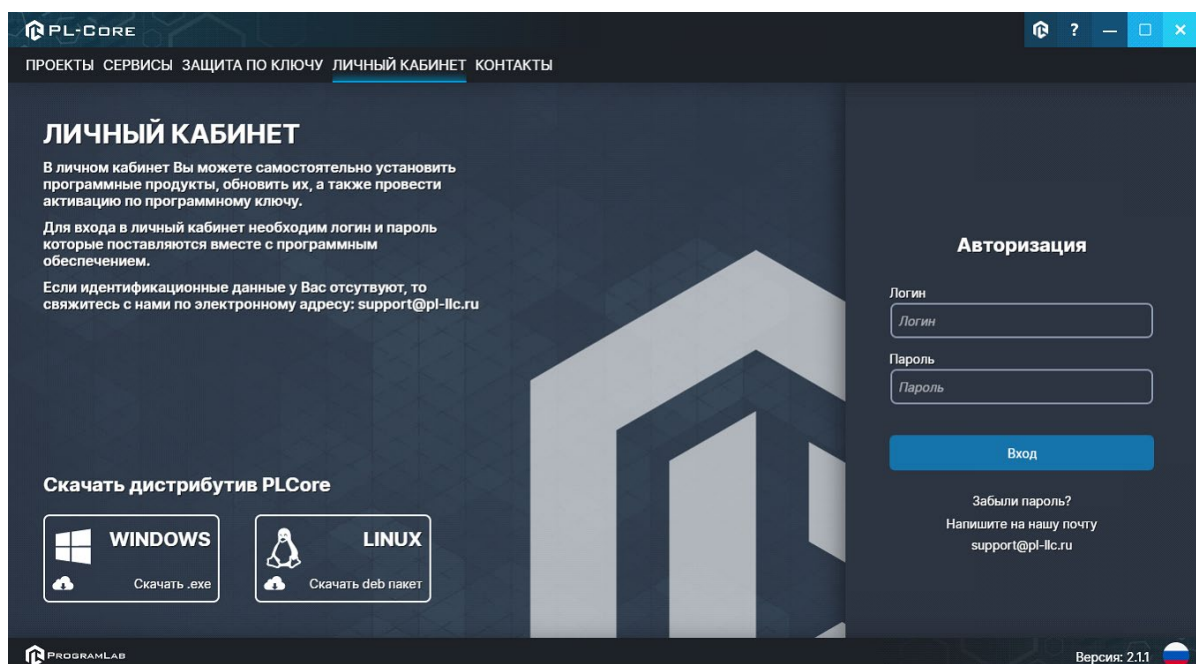 PL-CORE
?
ПРОЕКТЫ СЕРВИСЫ ЗАЩИТА ПО КЛЮЧУ ЛИЧНЫЙ КАБИНЕТ КОНТАКТЫ
ЛИЧНЫЙ КАБИНЕТ
В личном кабинет Вы можете самостоятельно установить
программные продукты, обновить их, а также провести
активацию по программному ключу.
Для входа в личный кабинет необходим логин и пароль
которые поставляются вместе с программным
обеспечением.
Если идентификационные данные у Вас отсутвуют, то
свяжитесь с нами по электронному адресу: support@pl-llc.ru
Скачать дистрибутив PLCore
WINDOWS
Скачать .exe
LINUX
Скачать deb пакет
Авторизация
Логин
Логин
Пароль
Пароль
Вход
Забыли пароль?
Напишите на нашу почту
support@pl-llc.ru
PROGRAMLAB
Версия: 2.1.1